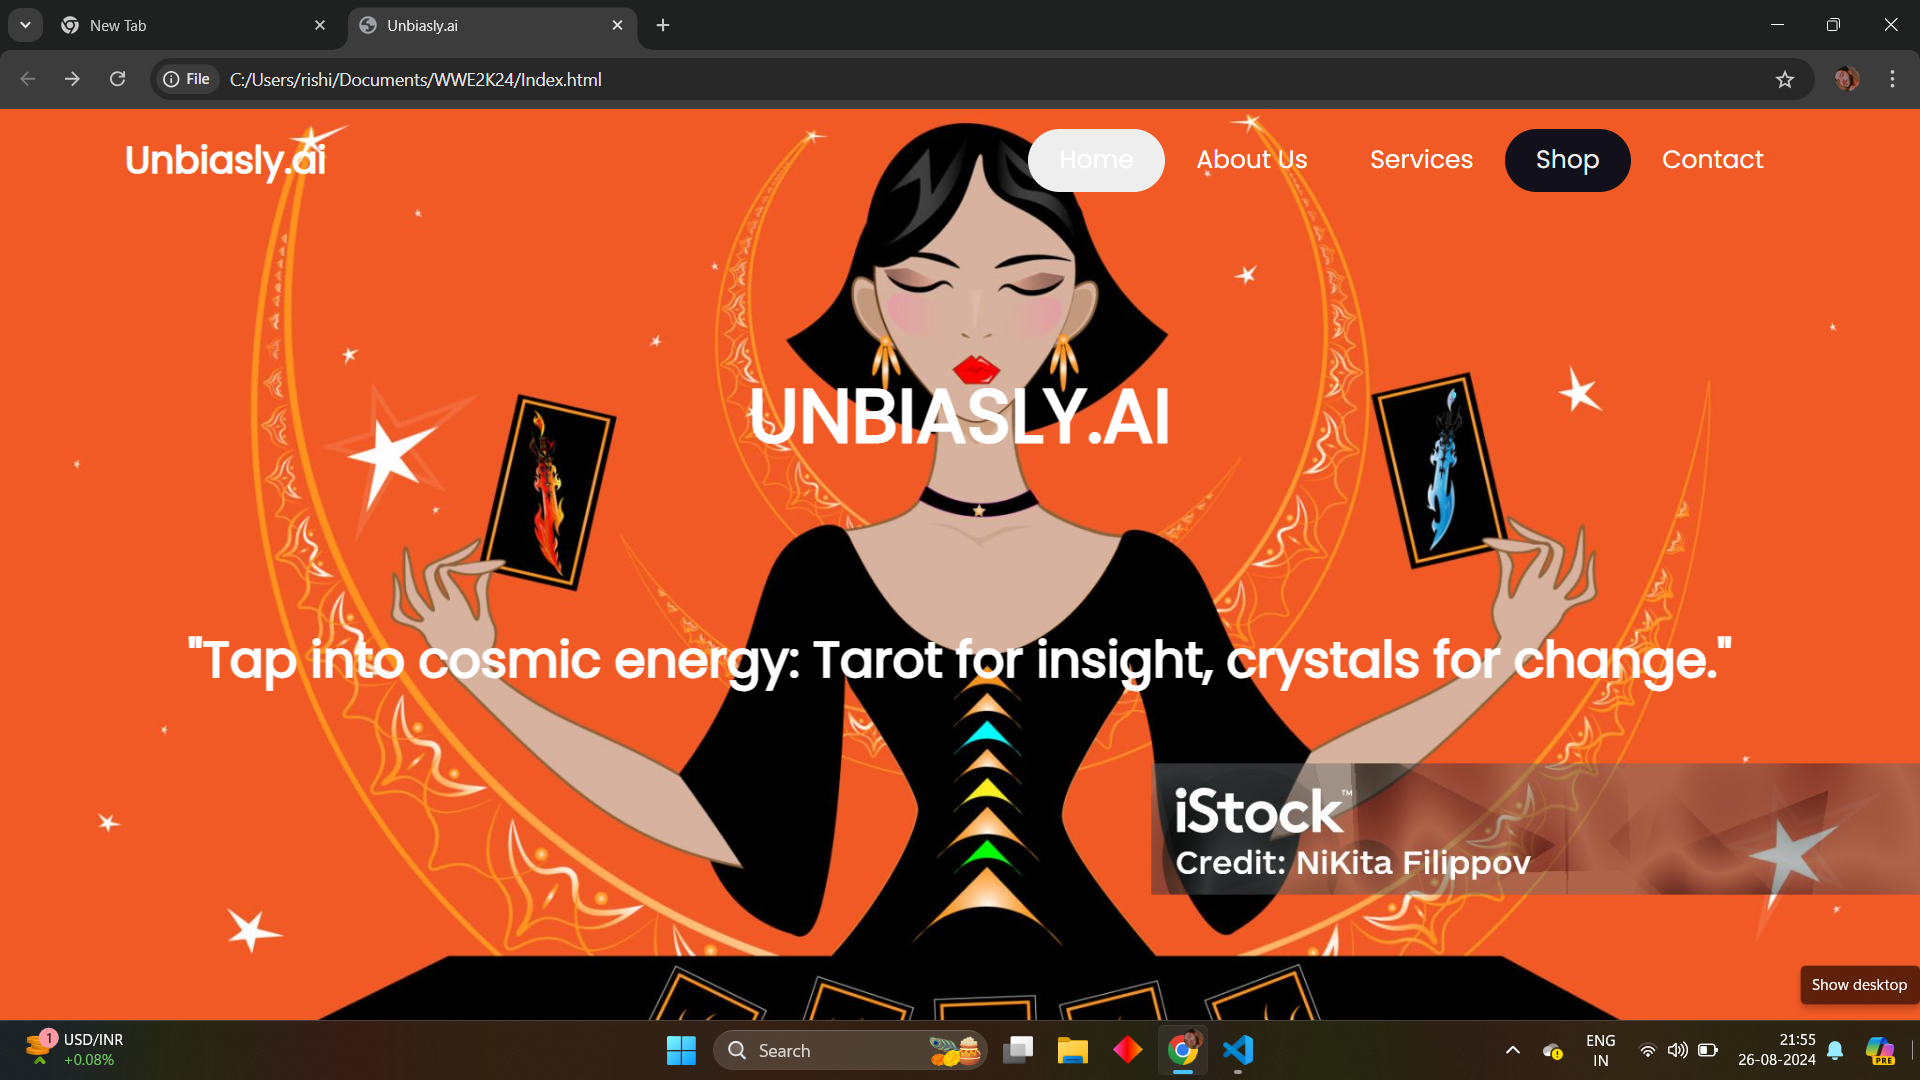 New Tab
Unbiasly.ai
File
C:/Users/rishi/Documents/WWE2K24/Index.html
Unbiasly.ai
Home
About Us
Services
Shop
Contact
UNBIASLY.AI
"Tap into cosmic energy: Tarot for insight, crystals for change."
iStock™
Credit: NiKita Filippov
Show desktop
1
USD/INR
+0.08%
Search
ENG
IN
21:55
26-08-2024
PRE